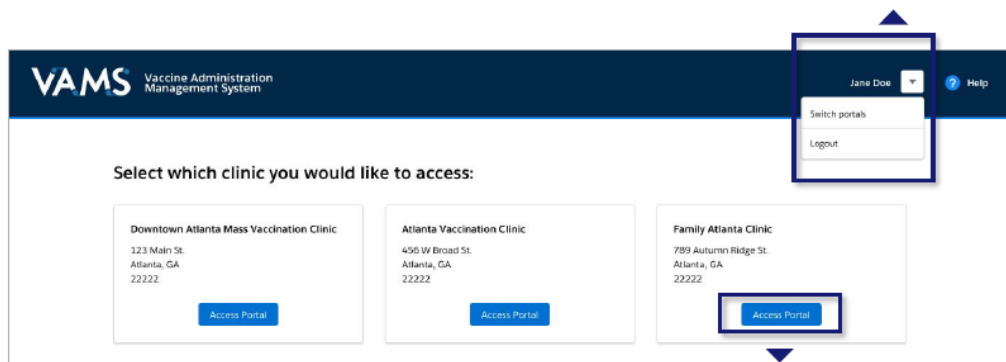 VAMS Vaccine Administration
Management System
Jane Doe
? Help
Switch portals
Logout
Select which clinic you would like to access:
Downtown Atlanta Mass Vaccination Clinic
123 Main St.
Atlanta, GA
22222
Access Portal
Atlanta Vaccination Clinic
456 W Broad St.
Atlanta, GA
22222
Access Portal
Family Atlanta Clinic
789 Autumn Ridge St.
Atlanta, GA
22222
Access Portal